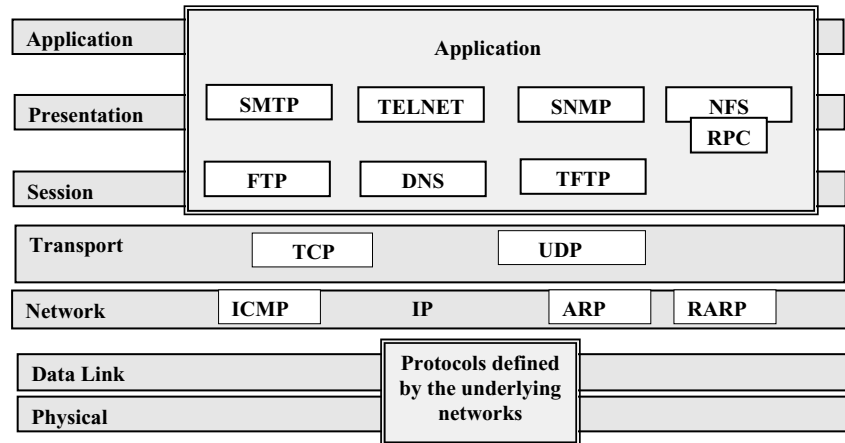 Application
Application
SMTP TELNET SNMP NFS
Presentation
RPC
FTP DNS TFTP
Session
Transport
TCP UDP
Network ICMP IP ARP RARP
Protocols defined
by the underlying
networks
Data Link
Physical